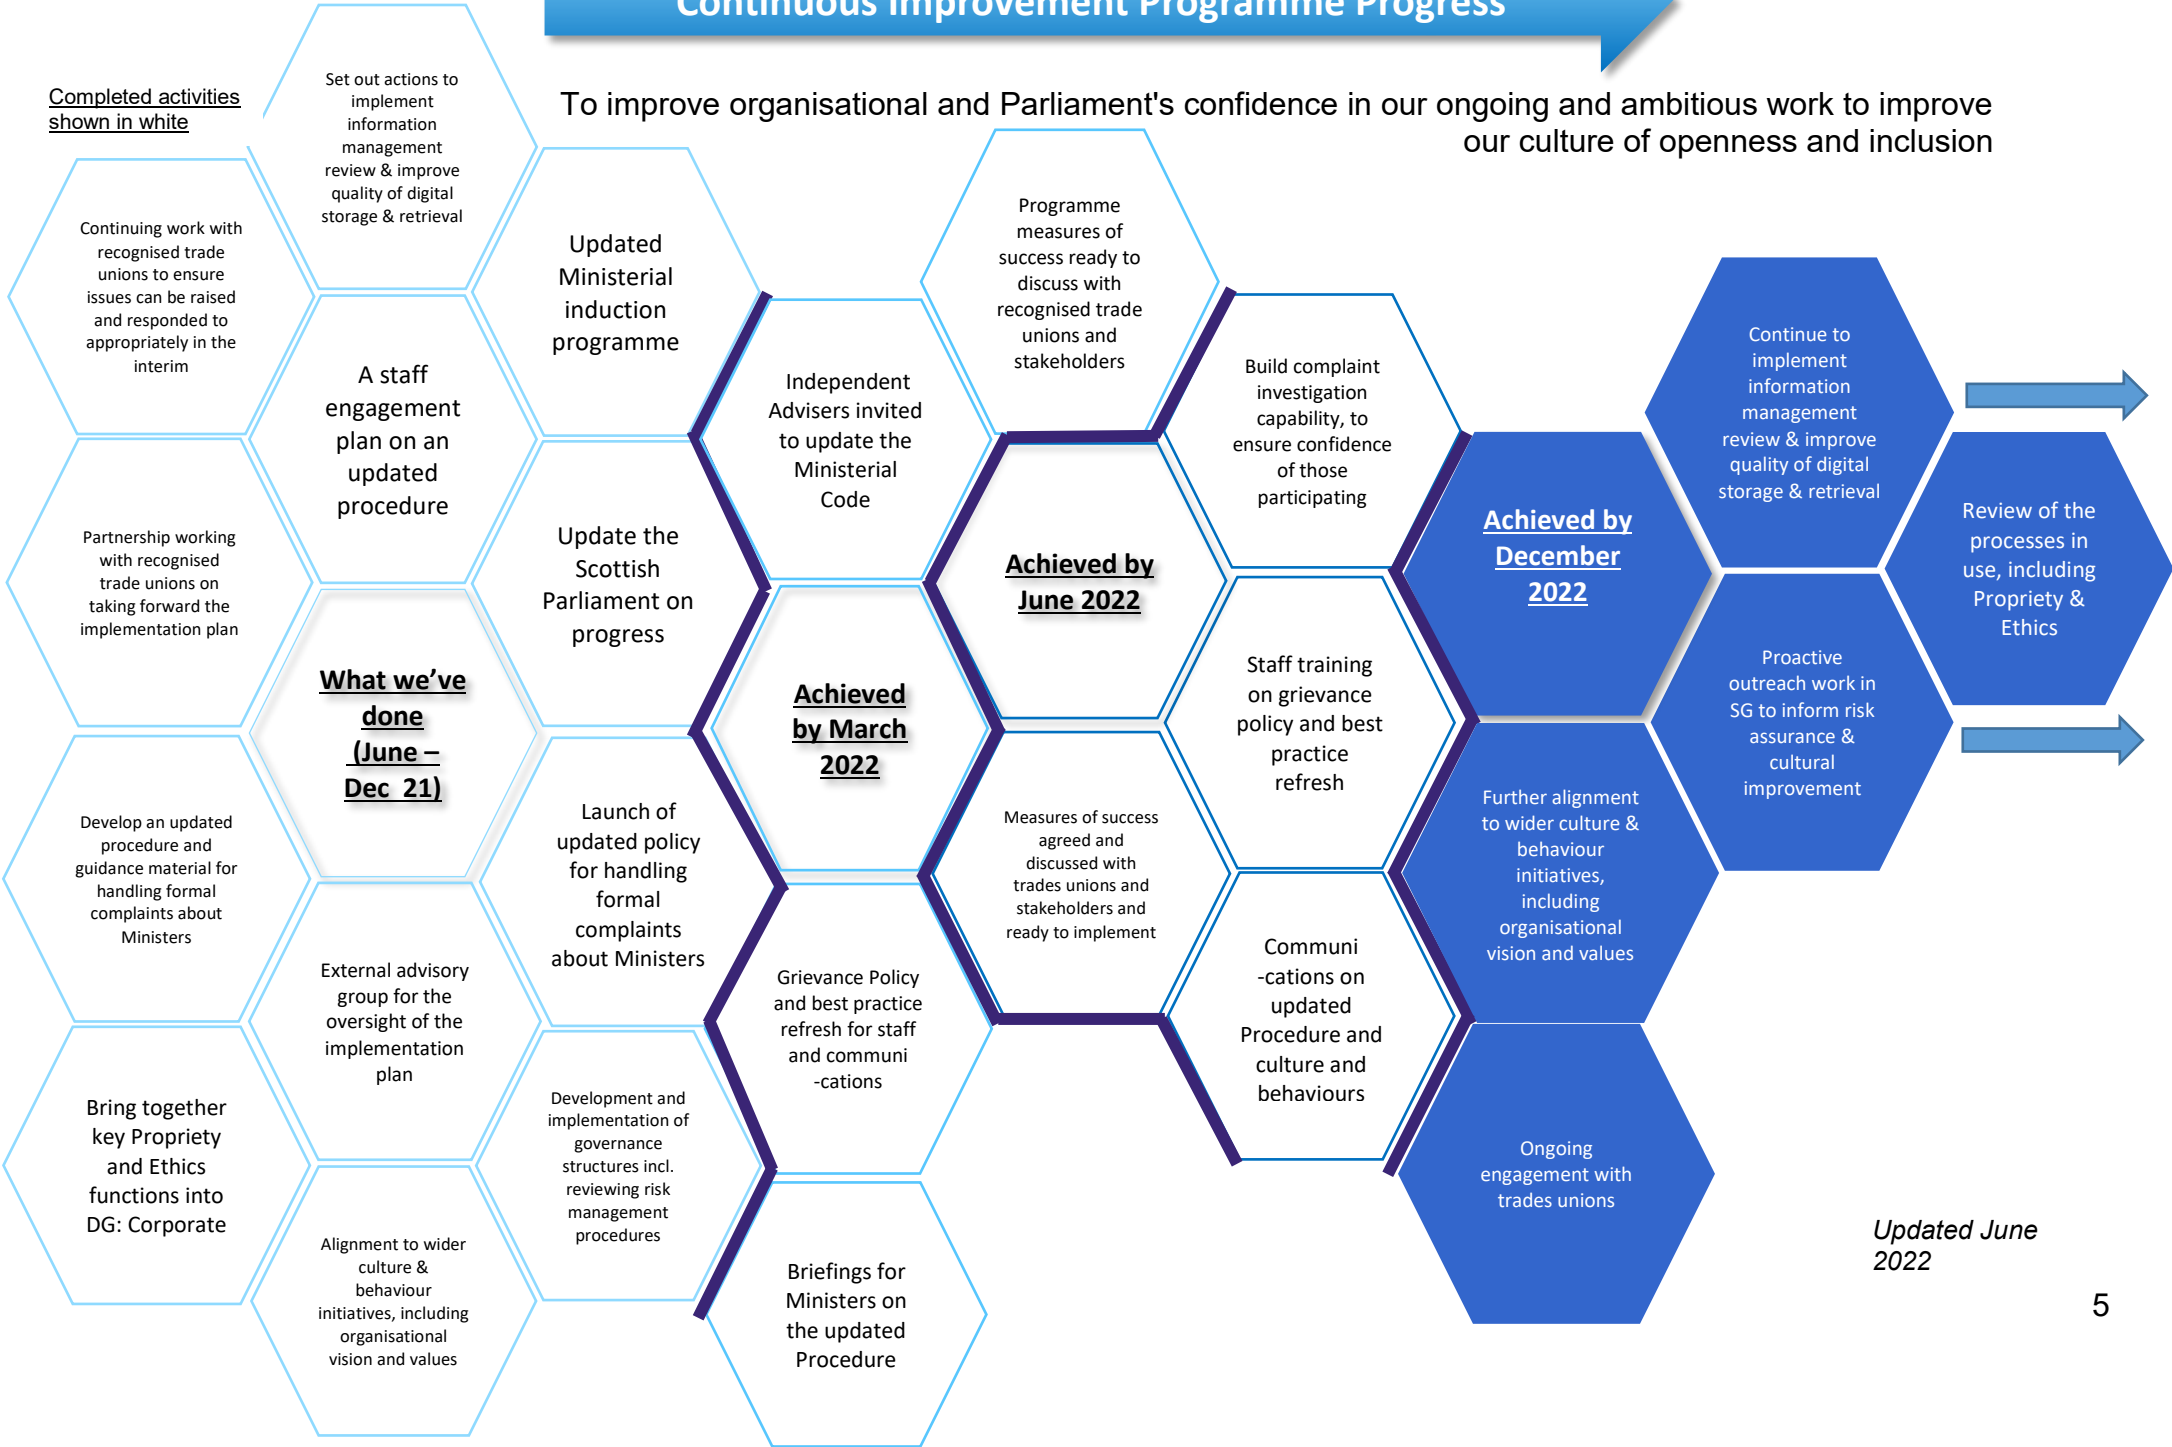 Continuous Improvement Programme Progress
To improve organisational and Parliament's confidence in our ongoing and ambitious work to improve
our culture of openness and inclusion
Completed activities
shown in white
Continuing work with
recognised trade
unions to ensure
issues can be raised
and responded to
appropriately in the
interim
Partnership working
with recognised
trade unions on
taking forward the
implementation plan
Develop an updated
procedure and
guidance material for
handling formal
complaints about
Ministers
Bring together
key Propriety
and Ethics
functions into
DG: Corporate
Set out actions to
implement
information
management
review & improve
quality of digital
storage & retrieval
A staff
engagement
plan on an
updated
procedure
What we've
done
(June –
Dec 21)
External advisory
group for the
oversight of the
implementation
plan
Alignment to wider
culture &
behaviour
initiatives, including
organisational
vision and values
Updated
Ministerial
induction
programme
Update the
Scottish
Parliament on
progress
Launch of
updated policy
for handling
formal
complaints
about Ministers
Development and
implementation of
governance
structures incl.
reviewing risk
management
procedures
Independent
Advisers invited
to update the
Ministerial
Code
Achieved
by March
2022
Grievance Policy
and best practice
refresh for staff
and communi
-cations
Briefings for
Ministers on
the updated
Procedure
Programme
measures of
success ready to
discuss with
recognised trade
unions and
stakeholders
Achieved by
June 2022
Measures of success
agreed and
discussed with
trades unions and
stakeholders and
ready to implement
Build complaint
investigation
capability, to
ensure confidence
of those
participating
Staff training
on grievance
policy and best
practice
refresh
Communi
-cations on
updated
Procedure and
culture and
behaviours
Achieved by
December
2022
Further alignment
to wider culture &
behaviour
initiatives,
including
organisational
vision and values
Ongoing
engagement with
trades unions
Continue to
implement
information
management
review & improve
quality of digital
storage & retrieval
Proactive
outreach work in
SG to inform risk
assurance &
cultural
improvement
Review of the
processes in
use, including
Propriety &
Ethics
Updated June
2022
5